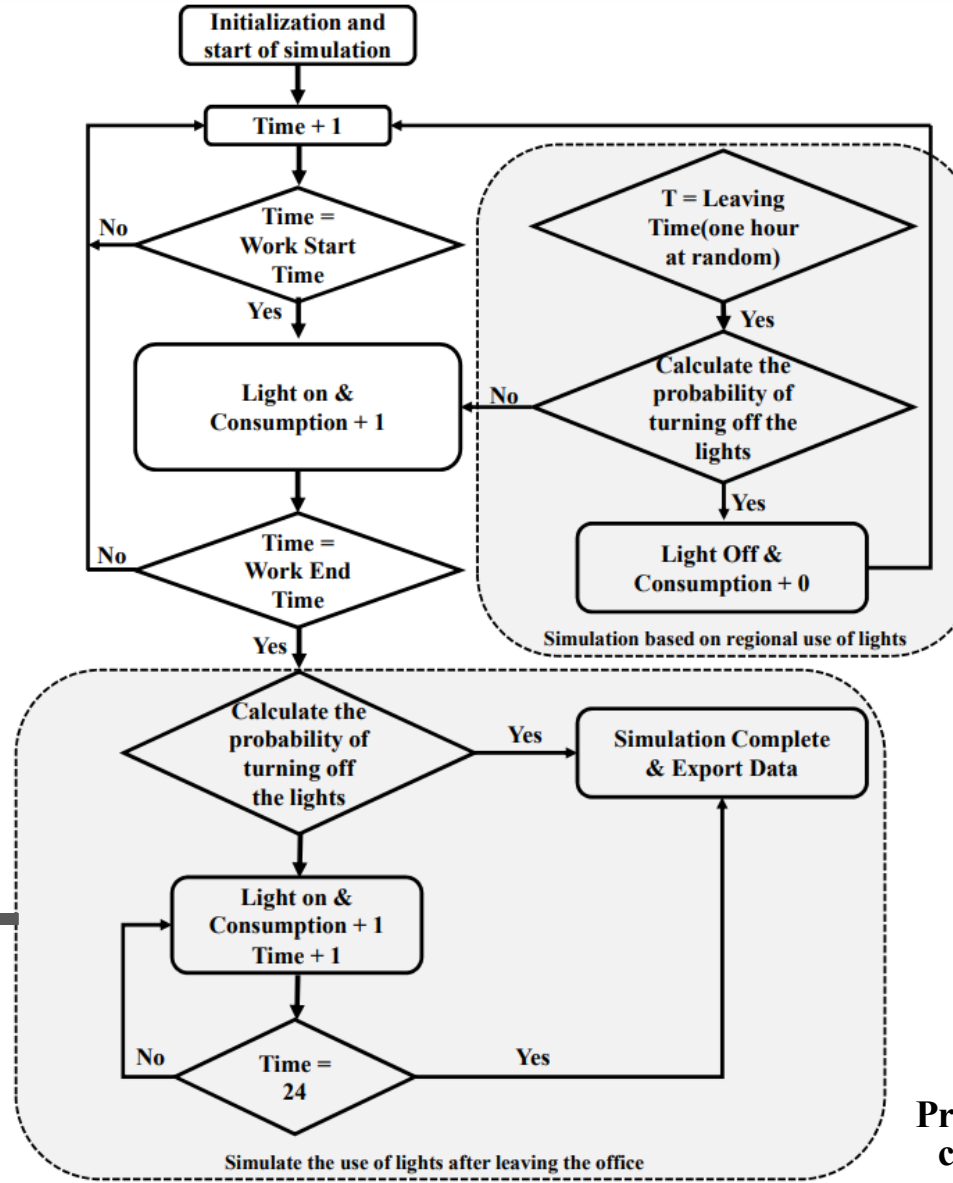 Initialization and
start of simulation
Time + 1
No
Time =
Work Start
Time
Yes
Light on &
Consumption + 1
No
Time =
Work End
Time
Yes
T = Leaving
Time(one hour
at random)
Yes
Calculate the
probability of
turning off the
lights
No
Yes
Light Off &
Consumption + 0
Simulation based on regional use of lights
Calculate the
probability of
turning off
the lights
Yes
Simulation Complete
& Export Data
Light on &
Consumption + 1
Time + 1
No
Time =
24
Yes
Simulate the use of lights after leaving the office